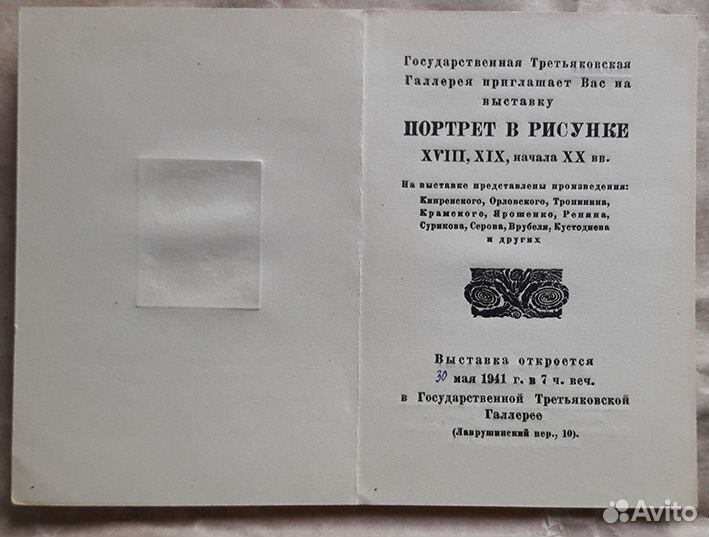 Государственная Третьяковская
Галлерея приглашает Вас на
выставку
ПОРТРЕТ В РИСУНКЕ
XVIII, XIX, начала XX вв.
На выставке представлены произведения:
Кипренского, Орловского, Тропинина,
Крамского, Ярошенко, Репина,
Сурикова, Серова, Врубеля, Кустодиева
и других
Выставка откроется
30 мая 1941 г. в 7 ч. веч.
в Государственной Третьяковской
Галлерее
(Лаврушинский пер., 10).
Avito